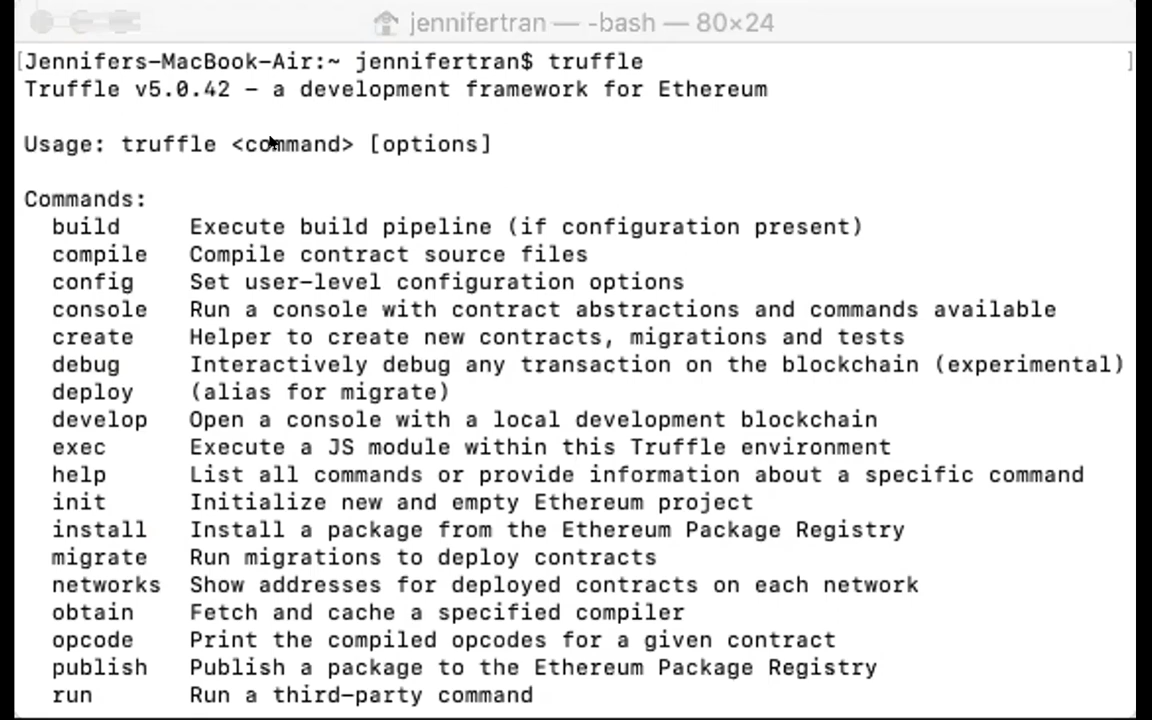 jennifertran — -bash — 80×24
[Jennifers-MacBook-Air:~ jennifertran$ truffle ]
Truffle v5.0.42 - a development framework for Ethereum
Usage: truffle <command> [options]
Commands:
build Execute build pipeline (if configuration present)
compile Compile contract source files
config Set user-level configuration options
console Run a console with contract abstractions and commands available
create Helper to create new contracts, migrations and tests
debug Interactively debug any transaction on the blockchain (experimental)
deploy (alias for migrate)
develop Open a console with a local development blockchain
exec Execute a JS module within this Truffle environment
help List all commands or provide information about a specific command
init Initialize new and empty Ethereum project
install Install a package from the Ethereum Package Registry
migrate Run migrations to deploy contracts
networks Show addresses for deployed contracts on each network
obtain Fetch and cache a specified compiler
opcode Print the compiled opcodes for a given contract
publish Publish a package to the Ethereum Package Registry
run Run a third-party command